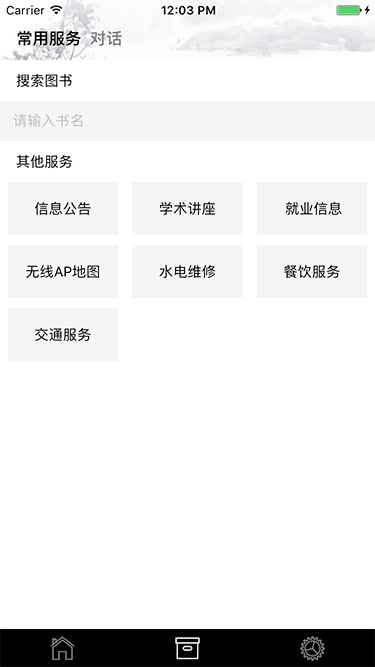 Carrier 12:03 PM
常用服务 对话
搜索图书
请输入书名
其他服务
信息公告 学术讲座 就业信息
无线AP地图 水电维修 餐饮服务
交通服务